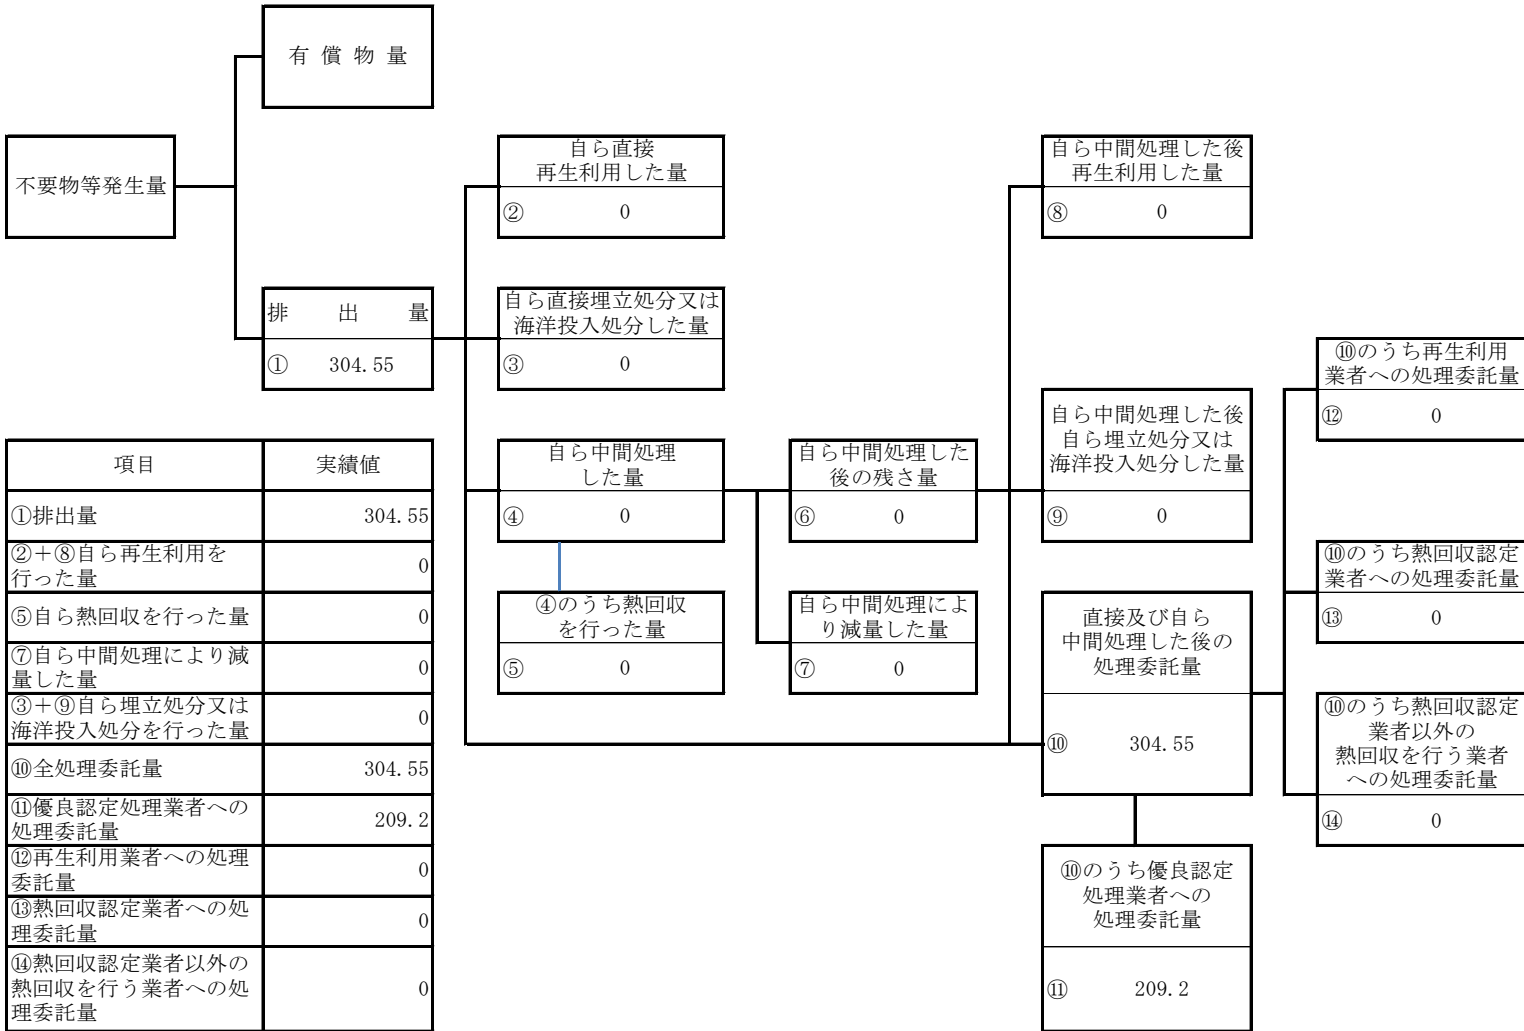 有 償 物 量
不要物等発生量
自ら直接
再生利用した量
② 0
自ら中間処理した後
再生利用した量
⑧ 0
排 出 量
① 304.55
自ら直接埋立処分又は
海洋投入処分した量
③ 0
⑩のうち再生利用
業者への処理委託量
⑫ 0
自ら中間処理した量
④ 0
自ら中間処理した
後の残さ量
⑥ 0
自ら中間処理した後
自ら埋立処分又は
海洋投入処分した量
⑨ 0
⑩のうち熱回収認定
業者への処理委託量
⑬ 0
④のうち熱回収
を行った量
⑤ 0
自ら中間処理によ
り減量した量
⑦ 0
直接及び自ら
中間処理した後の
処理委託量
⑩ 304.55
⑩のうち熱回収認定
業者以外の
熱回収を行う業者
への処理委託量
⑭ 0
⑩のうち優良認定
処理業者への
処理委託量
⑪ 209.2
項目 実績値
①排出量 304.55
②＋⑧自ら再生利用を
行った量 0
⑤自ら熱回収を行った量 0
⑦自ら中間処理により減
量した量 0
③＋⑨自ら埋立処分又は
海洋投入処分を行った量 0
⑩全処理委託量 304.55
⑪優良認定処理業者への
処理委託量 209.2
⑫再生利用業者への処理
委託量 0
⑬熱回収認定業者への処
理委託量 0
⑭熱回収認定業者以外の
熱回収を行う業者への処
理委託量 0